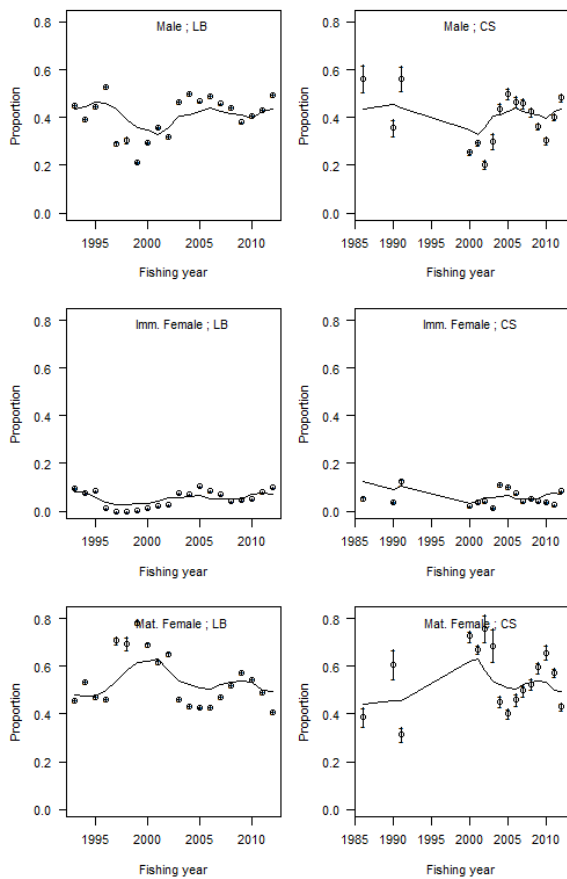 Male ; LB
Proportion
0.8
0.6
0.4
0.2
0.0
1995 2000 2005 2010
Fishing year
Male ; CS
Proportion
0.8
0.6
0.4
0.2
0.0
1985 1990 1995 2000 2005 2010
Fishing year
Imm. Female ; LB
Proportion
0.8
0.6
0.4
0.2
0.0
1995 2000 2005 2010
Fishing year
Imm. Female ; CS
Proportion
0.8
0.6
0.4
0.2
0.0
1985 1990 1995 2000 2005 2010
Fishing year
Mat. Female ; LB
Proportion
0.8
0.6
0.4
0.2
0.0
1995 2000 2005 2010
Fishing year
Mat. Female ; CS
Proportion
0.8
0.6
0.4
0.2
0.0
1985 1990 1995 2000 2005 2010
Fishing year